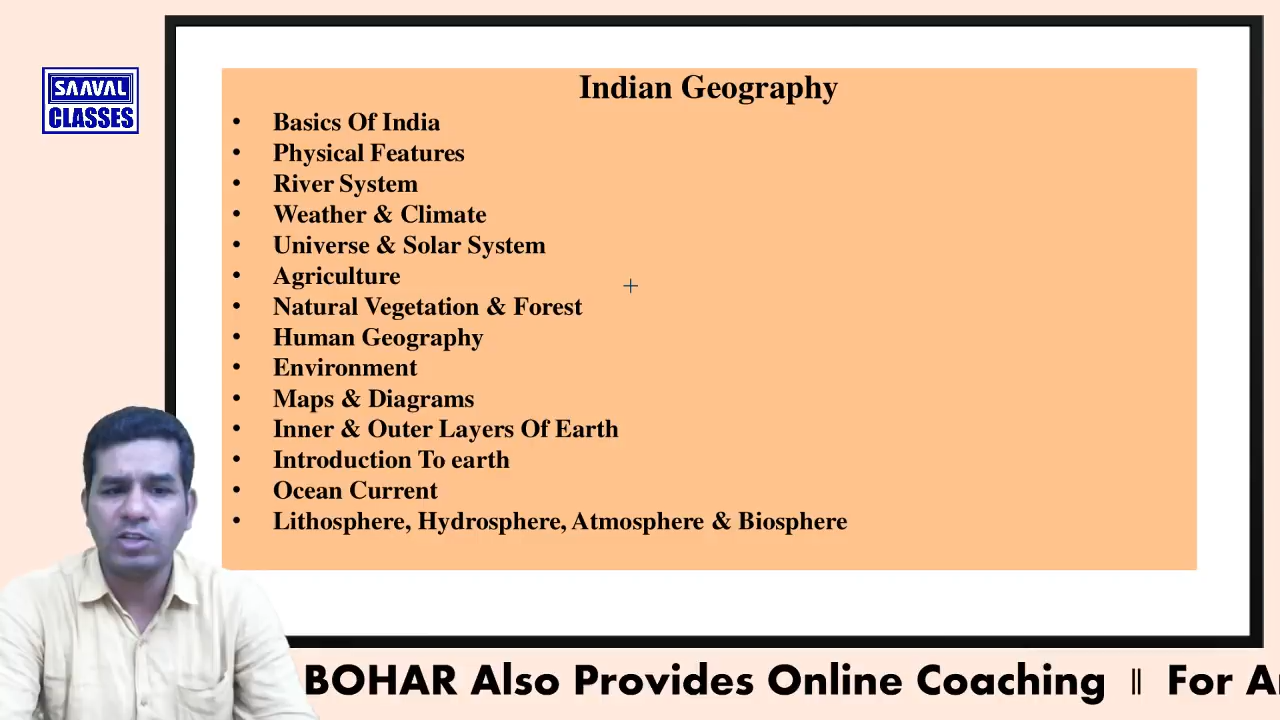 SAAVAL
CLASSES
Indian Geography
• Basics Of India
• Physical Features
• River System
• Weather & Climate
• Universe & Solar System
• Agriculture
• Natural Vegetation & Forest
• Human Geography
• Environment
• Maps & Diagrams
• Inner & Outer Layers Of Earth
• Introduction To earth
• Ocean Current
• Lithosphere, Hydrosphere, Atmosphere & Biosphere
BOHAR Also Provides Online Coaching || For